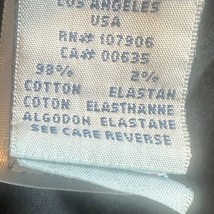 LOS ANGELES
USA
RN# 107906
CA# 00635
98% 2%
COTTON ELASTAN
COTON ELASTHANNE
ALGODON ELASTANE
SEE CARE REVERSE